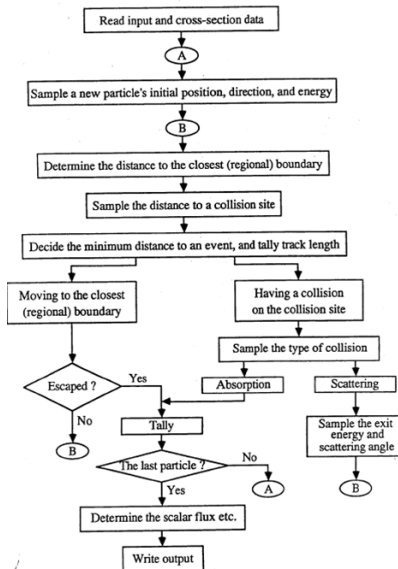 Read input and cross-section data
A
Sample a new particle's initial position, direction, and energy
B
Determine the distance to the closest (regional) boundary
Sample the distance to a collision site
Decide the minimum distance to an event, and tally track length
Moving to the closest
(regional) boundary
Having a collision
on the collision site
Sample the type of collision
Escaped ?
Yes
Absorption
Scattering
No
Tally
Sample the exit
energy and
scattering angle
B
The last particle ?
No
Yes
A
B
Determine the scalar flux etc.
Write output